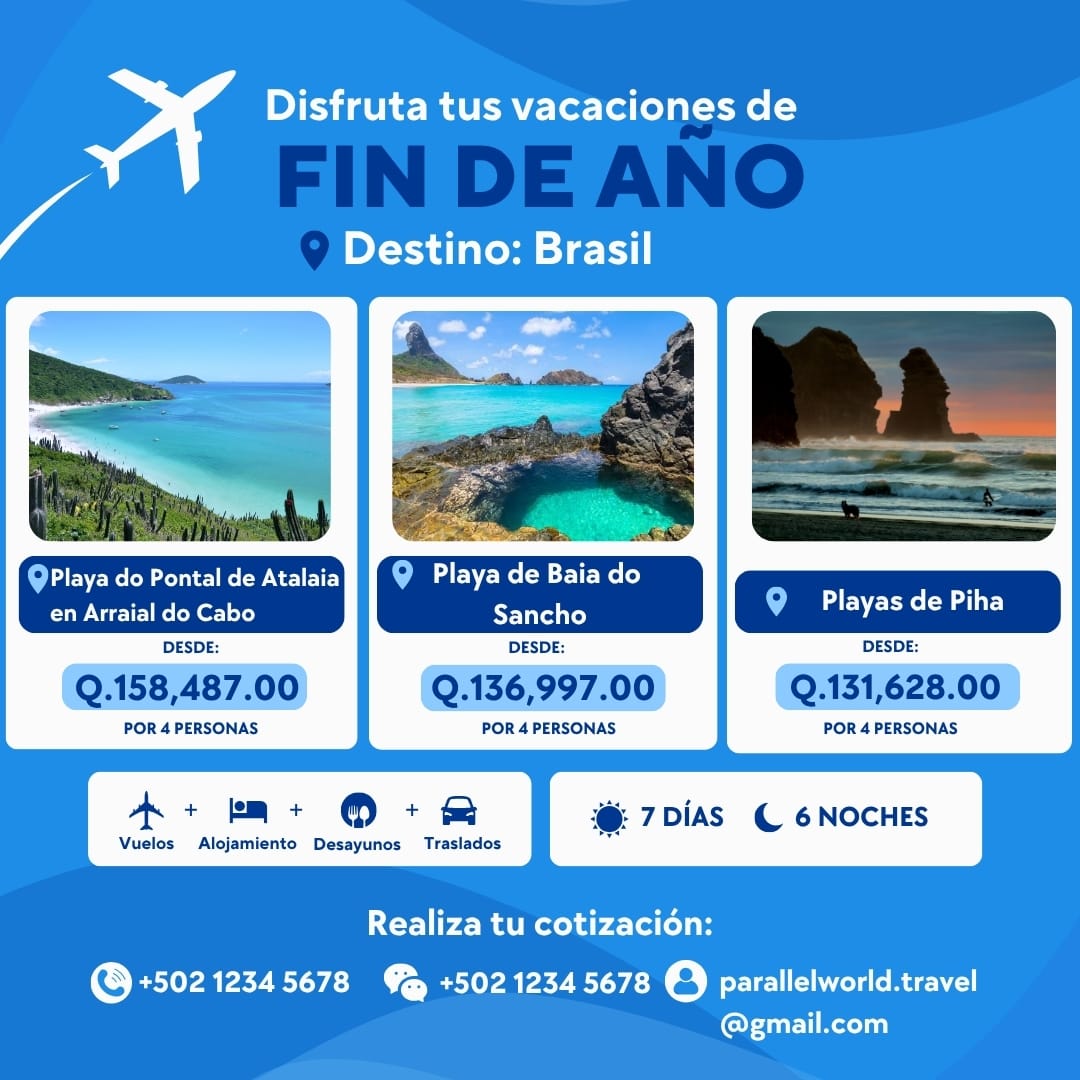 Disfruta tus vacaciones de
FIN DE AÑO
Destino: Brasil
Playa do Pontal de Atalaia
en Arraial do Cabo
DESDE:
Q.158,487.00
POR 4 PERSONAS
Playa de Baia do
Sancho
DESDE:
Q.136,997.00
POR 4 PERSONAS
Playas de Piha
DESDE:
Q.131,628.00
POR 4 PERSONAS
Vuelos + Alojamiento + Desayunos + Traslados
7 DÍAS 6 NOCHES
Realiza tu cotización:
+502 1234 5678 +502 1234 5678 parallelworld.travel
@gmail.com